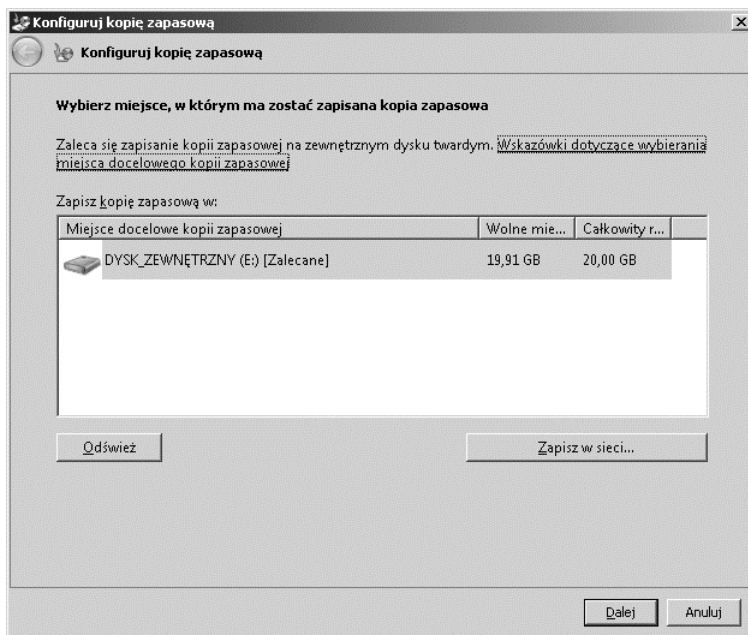 Konfiguruj kopię zapasową
Konfiguruj kopię zapasową
Wybierz miejsce, w którym ma zostać zapisana kopia zapasowa
Zaleca się zapisanie kopii zapasowej na zewnętrznym dysku twardym. Wskazówki dotyczące wybierania
miejsca docelowego kopii zapasowej
Zapisz kopię zapasową w:
Miejsce docelowe kopii zapasowej Wolne mie... Całkowity r...
DYSK_ZEWNĘTRZNY (E:) [Zalecane] 19,91 GB 20,00 GB
Odśwież Zapisz w sieci...
Dalej Anuluj